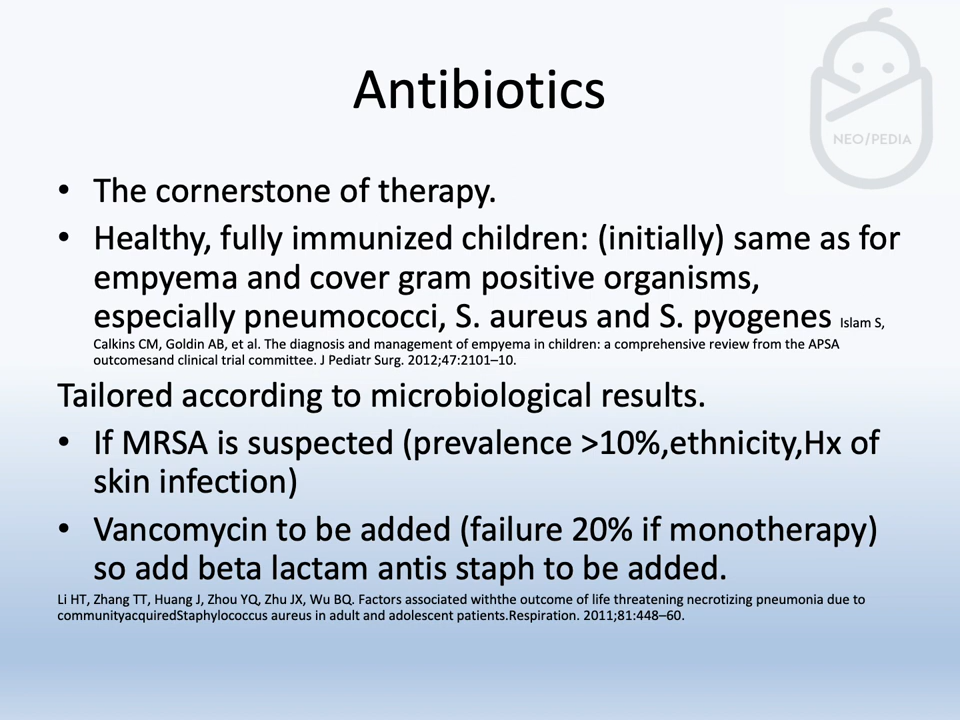 Antibiotics
NEO/PEDIA
• The cornerstone of therapy.
• Healthy, fully immunized children: (initially) same as for
empyema and cover gram positive organisms,
especially pneumococci, S. aureus and S. pyogenes Islam S,
Calkins CM, Goldin AB, et al. The diagnosis and management of empyema in children: a comprehensive review from the APSA
outcomesand clinical trial committee. J Pediatr Surg. 2012;47:2101–10.
Tailored according to microbiological results.
• If MRSA is suspected (prevalence >10%,ethnicity,Hx of
skin infection)
• Vancomycin to be added (failure 20% if monotherapy)
so add beta lactam antis staph to be added.
Li HT, Zhang TT, Huang J, Zhou YQ, Zhu JX, Wu BQ. Factors associated withthe outcome of life threatening necrotizing pneumonia due to
communityacquiredStaphylococcus aureus in adult and adolescent patients.Respiration. 2011;81:448–60.